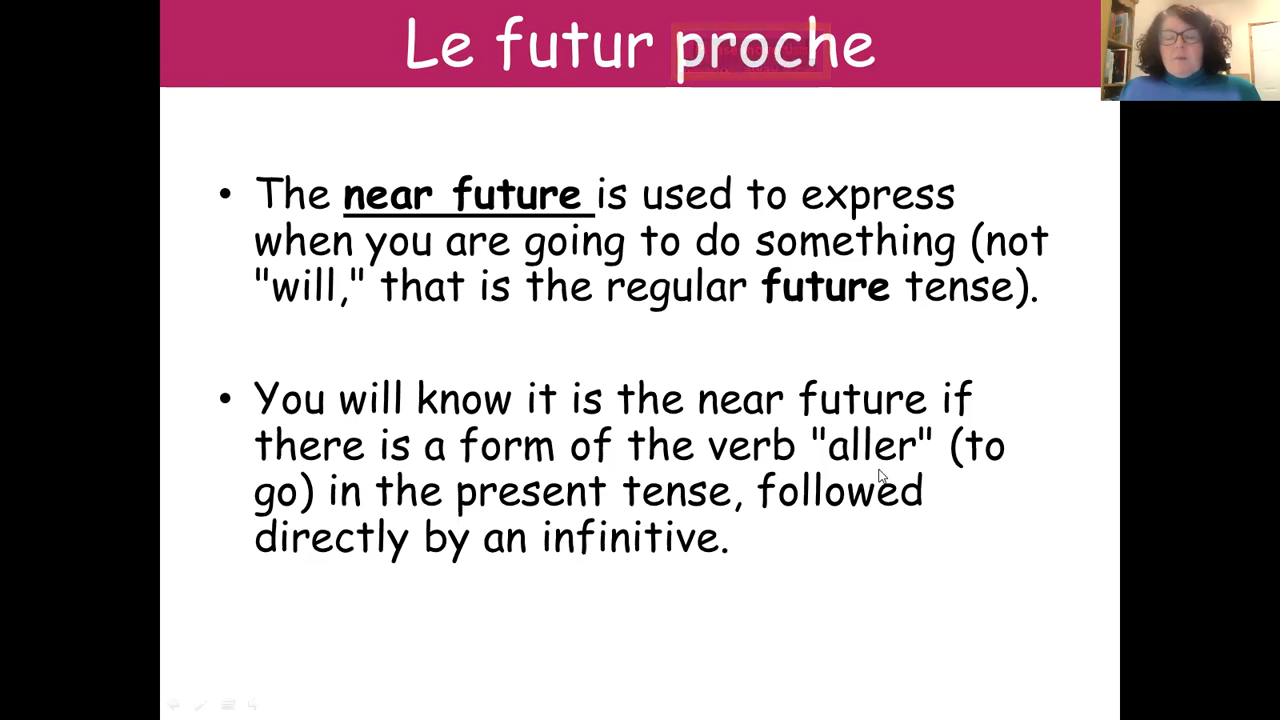 Le futur proche
• The near future is used to express
when you are going to do something (not
"will," that is the regular future tense).
• You will know it is the near future if
there is a form of the verb "aller" (to
go) in the present tense, followed
directly by an infinitive.